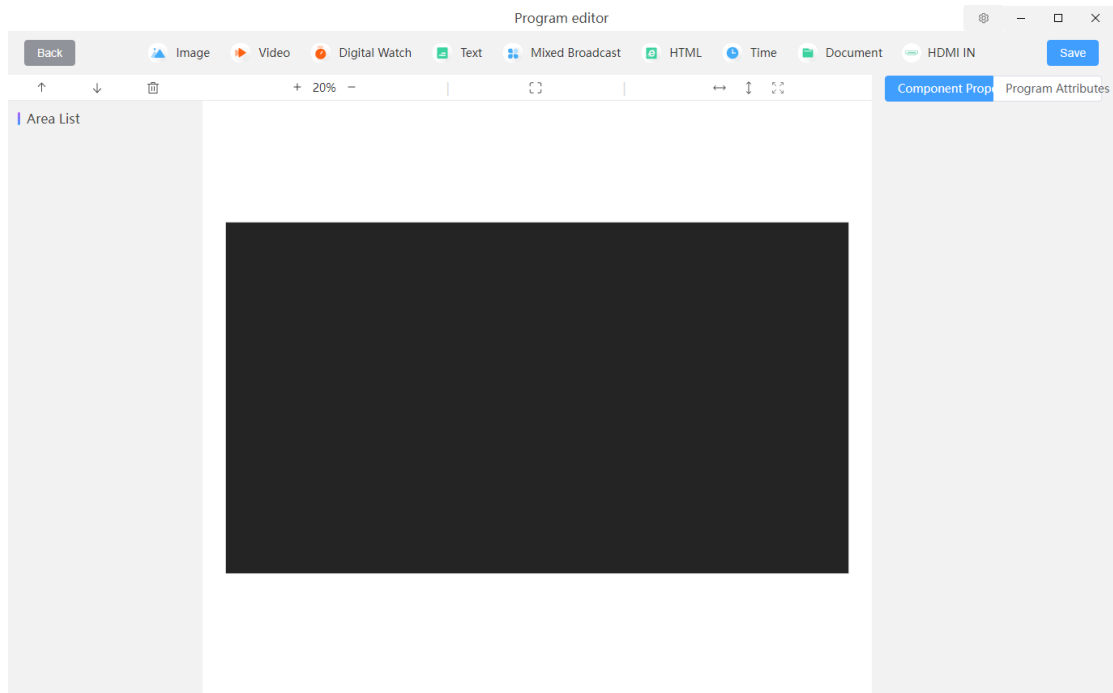 Program editor
Back Image Video Digital Watch Text Mixed Broadcast HTML Time Document HDMI IN Save
+ 20% −
Component Prope Program Attributes
Area List